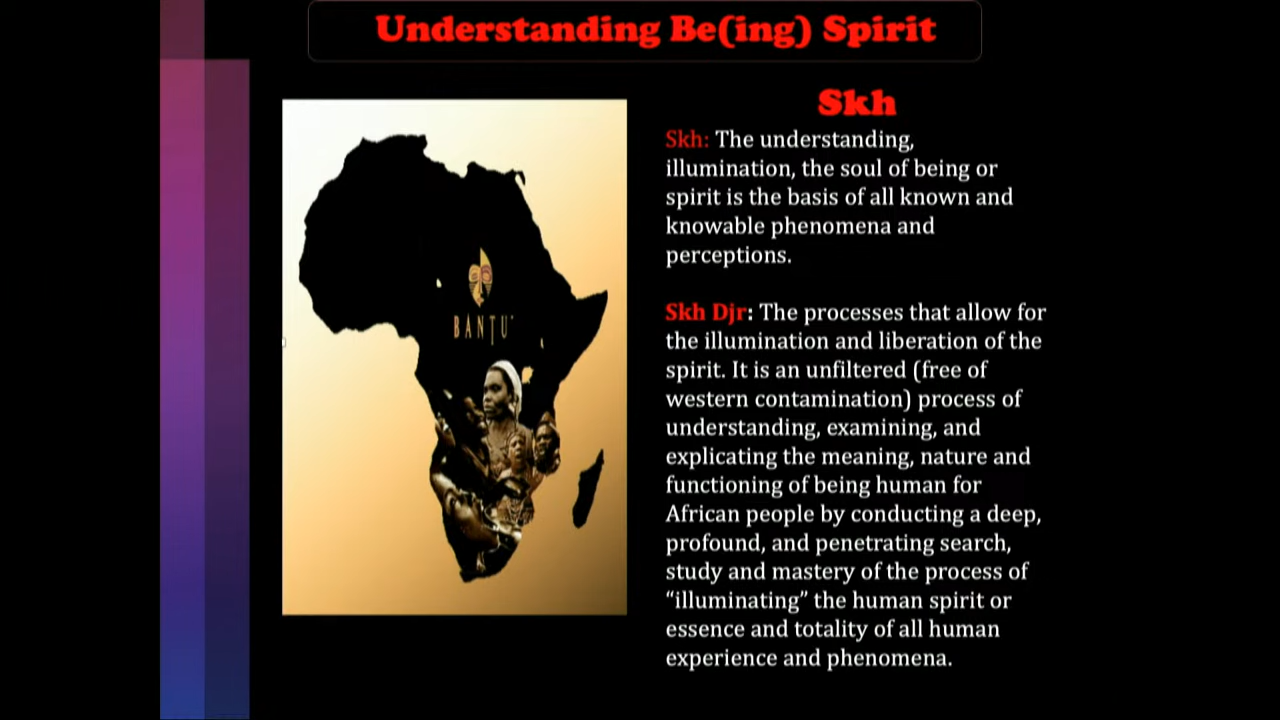 Understanding Be(ing) Spirit
BANTU
Skh
Skh: The understanding,
illumination, the soul of being or
spirit is the basis of all known and
knowable phenomena and
perceptions.
Skh Djr: The processes that allow for
the illumination and liberation of the
spirit. It is an unfiltered (free of
western contamination) process of
understanding, examining, and
explicating the meaning, nature and
functioning of being human for
African people by conducting a deep,
profound, and penetrating search,
study and mastery of the process of
“illuminating” the human spirit or
essence and totality of all human
experience and phenomena.